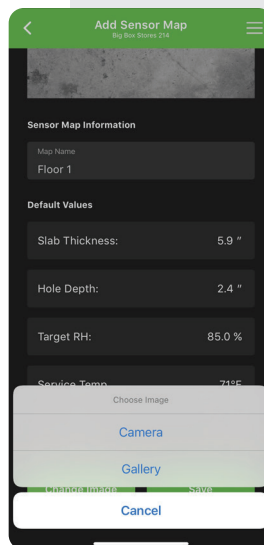 Add Sensor Map
Big Box Stores 214
Sensor Map Information
Map Name
Floor 1
Default Values
Slab Thickness: 5.9 "
Hole Depth: 2.4 "
Target RH: 85.0 %
Service Temp 71°F
Choose Image
Camera
Gallery
Change Image Save
Cancel